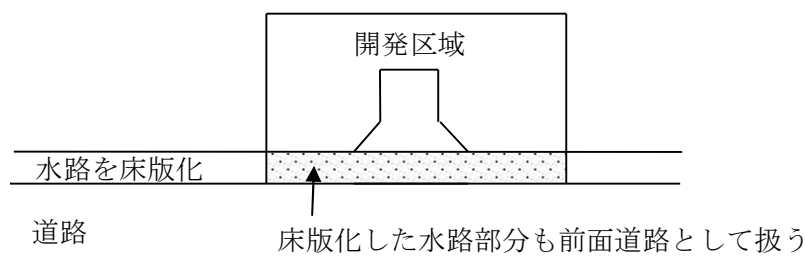 開発区域
水路を床版化
道路
床版化した水路部分も前面道路として扱う